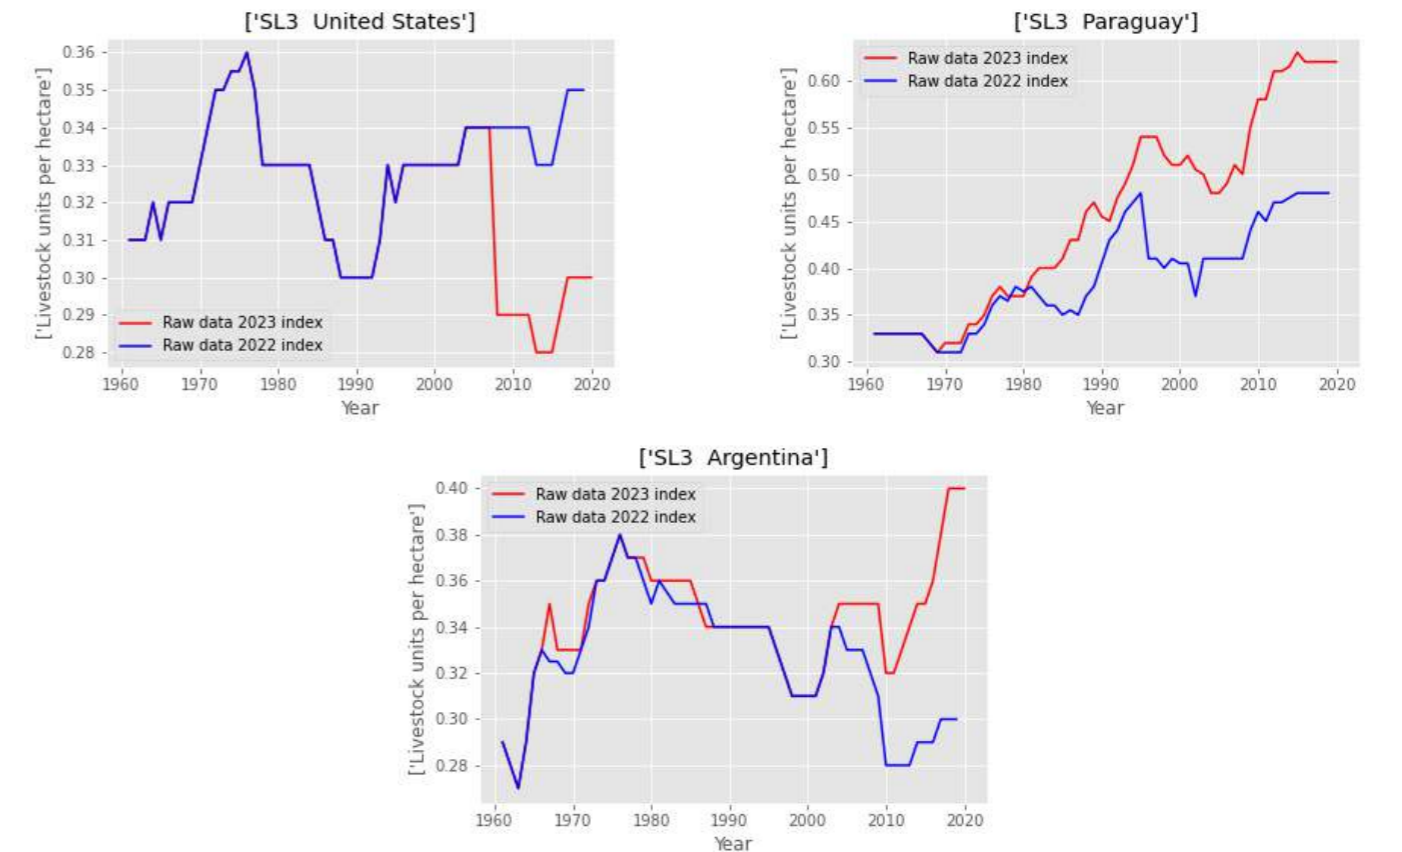 ['SL3  United States']
['Livestock units per hectare']
0.36
0.35
0.34
0.33
0.32
0.31
0.30
0.29
0.28
Raw data 2023 index
Raw data 2022 index
1960 1970 1980 1990 2000 2010 2020
Year
['SL3  Paraguay']
['Livestock units per hectare']
Raw data 2023 index
Raw data 2022 index
0.60
0.55
0.50
0.45
0.40
0.35
0.30
1960 1970 1980 1990 2000 2010 2020
Year
['SL3  Argentina']
['Livestock units per hectare']
Raw data 2023 index
Raw data 2022 index
0.40
0.38
0.36
0.34
0.32
0.30
0.28
1960 1970 1980 1990 2000 2010 2020
Year